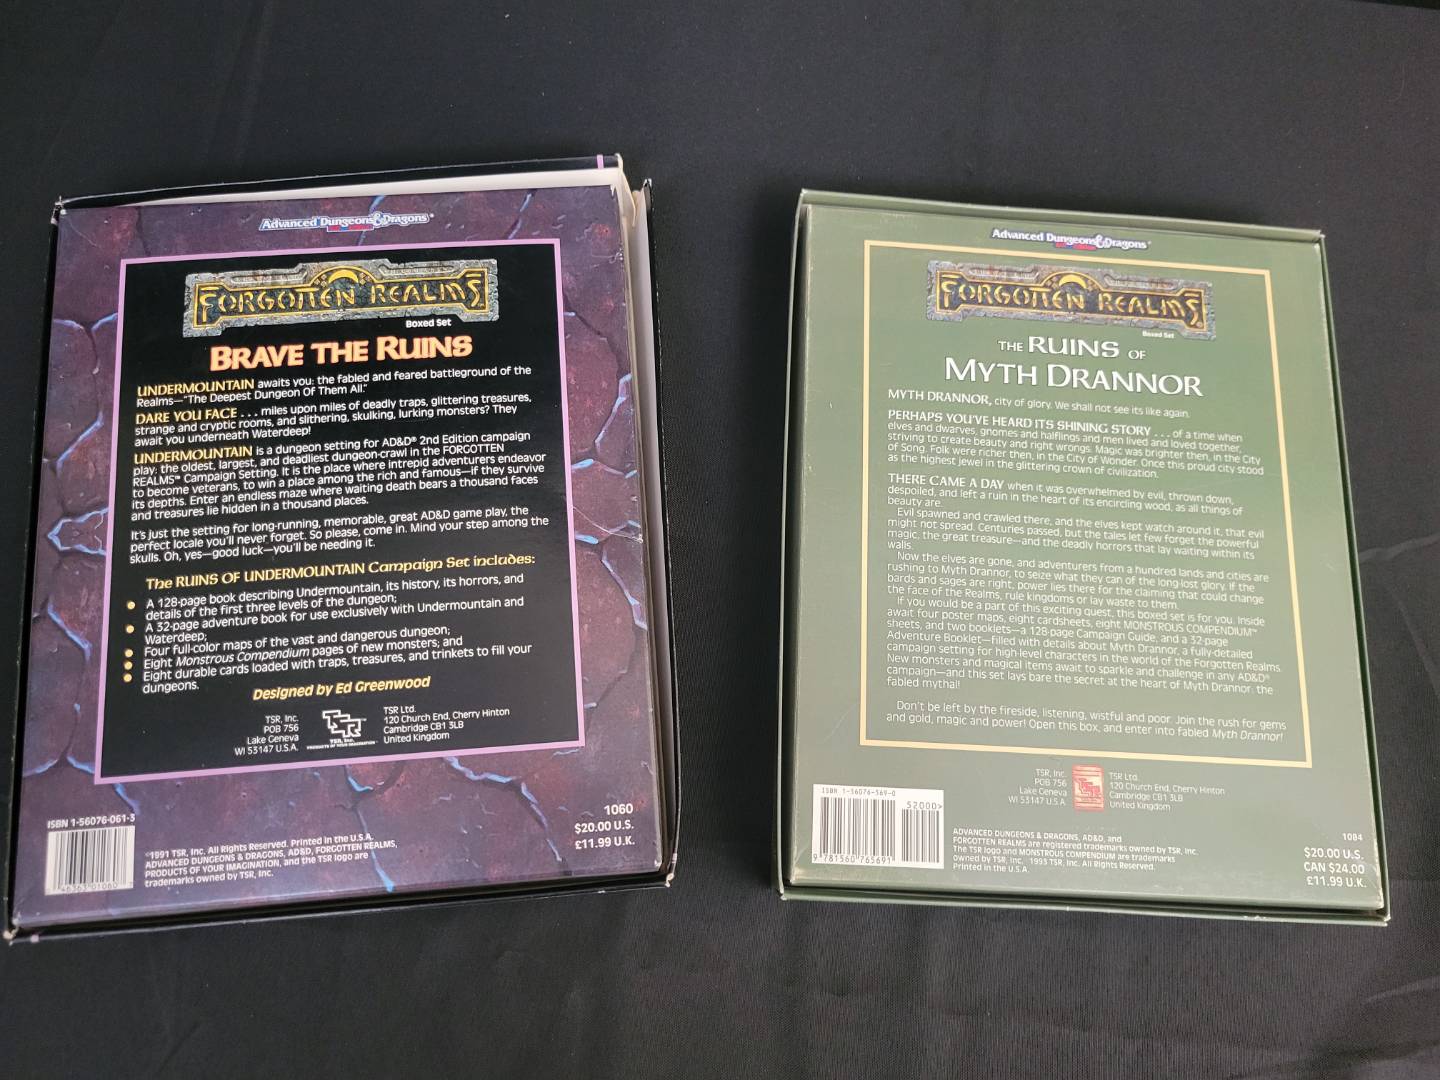 Advanced Dungeons & Dragons®
2nd Edition
FORGOTTEN REALMS
Boxed Set
BRAVE THE RUINS
UNDERMOUNTAIN awaits you: the fabled and feared battleground of the
Realms—"The Deepest Dungeon Of Them All."
DARE YOU FACE . . . miles upon miles of deadly traps, glittering treasures,
strange and cryptic rooms, and slithering, skulking, lurking monsters? They
await you underneath Waterdeep!
UNDERMOUNTAIN is a dungeon setting for AD&D® 2nd Edition campaign
play: the oldest, largest, and deadliest dungeon-crawl in the FORGOTTEN
REALMS™ Campaign Setting. It is the place where intrepid adventurers endeavor
to become veterans, to win a place among the rich and famous—if they survive
its depths. Enter an endless maze where waiting death bears a thousand faces
and treasures lie hidden in a thousand places.
It's just the setting for long-running, memorable, great AD&D game play, the
perfect locale you'll never forget. So please, come in. Mind your step among the
skulls. Oh, yes—good luck—you'll be needing it.
The RUINS OF UNDERMOUNTAIN Campaign Set includes:
• A 128-page book describing Undermountain, its history, its horrors, and
details of the first three levels of the dungeon;
• A 32-page adventure book for use exclusively with Undermountain and
Waterdeep;
• Four full-color maps of the vast and dangerous dungeon;
• Eight Monstrous Compendium pages of new monsters; and
• Eight durable cards loaded with traps, treasures, and trinkets to fill your
dungeons.
Designed by Ed Greenwood
TSR, Inc.
POB 756
Lake Geneva
WI 53147 U.S.A.
TSR
TSR, Inc.
PRODUCTS OF YOUR IMAGINATION™
TSR Ltd.
120 Church End, Cherry Hinton
Cambridge CB1 3LB
United Kingdom
ISBN 1-56076-061-3
©1991 TSR, Inc. All Rights Reserved. Printed in the U.S.A.
ADVANCED DUNGEONS & DRAGONS, AD&D, FORGOTTEN REALMS,
PRODUCTS OF YOUR IMAGINATION, and the TSR logo are
trademarks owned by TSR, Inc.
1060
$20.00 U.S.
£11.99 U.K.
Advanced Dungeons & Dragons®
2nd Edition
FORGOTTEN REALMS
Boxed Set
THE RUINS OF
MYTH DRANNOR
MYTH DRANNOR, city of glory. We shall not see its like again.
PERHAPS YOU'VE HEARD ITS SHINING STORY . . . of a time when
elves and dwarves, gnomes and halflings and men lived and loved together,
striving to create beauty and right wrongs. Magic was brighter then, in the City
of Song. Folk were richer then, in the City of Wonder. Once this proud city stood
as the highest jewel in the glittering crown of civilization.
THERE CAME A DAY when it was overwhelmed by evil, thrown down,
despoiled, and left a ruin in the heart of its encircling wood, as all things of
beauty are.
Evil spawned and crawled there, and the elves kept watch around it, that evil
might not spread. Centuries passed, but the tales let few forget the powerful
magic, the great treasure—and the deadly horrors that lay waiting within its
walls.
Now the elves are gone, and adventurers from a hundred lands and cities are
rushing to Myth Drannor, to seize what they can of the long-lost glory. If the
bards and sages are right, power lies there for the claiming that could change
the face of the Realms, rule kingdoms or lay waste to them.
If you would be a part of this exciting quest, this boxed set is for you. Inside
await four poster maps, eight cardsheets, eight MONSTROUS COMPENDIUM™
sheets, and two booklets—a 128-page Campaign Guide, and a 32-page
Adventure Booklet—filled with details about Myth Drannor, a fully-detailed
campaign setting for high-level characters in the world of the Forgotten Realms.
New monsters and magical items await to sparkle and challenge in any AD&D®
campaign—and this set lays bare the secret at the heart of Myth Drannor: the
fabled mythal!
Don't be left by the fireside, listening, wistful and poor. Join the rush for gems
and gold, magic and power! Open this box, and enter into fabled Myth Drannor!
TSR, Inc.
POB 756
Lake Geneva
WI 53147 U.S.A.
TSR Ltd.
120 Church End, Cherry Hinton
Cambridge CB1 3LB
United Kingdom
ISBN 1-56076-569-0
52000>
9 781560 765691
ADVANCED DUNGEONS & DRAGONS, AD&D, and
FORGOTTEN REALMS are registered trademarks owned by TSR, Inc.
The TSR logo and MONSTROUS COMPENDIUM are trademarks
owned by TSR, Inc. 1993 TSR, Inc. All Rights Reserved.
Printed in the U.S.A.
1084
$20.00 U.S.
CAN $24.00
£11.99 U.K.